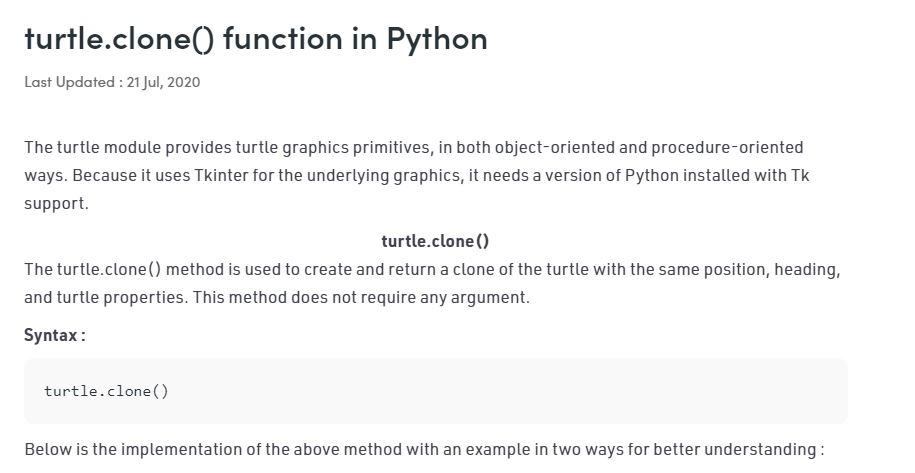 turtle.clone() function in Python
Last Updated : 21 Jul, 2020
The turtle module provides turtle graphics primitives, in both object-oriented and procedure-oriented
ways. Because it uses Tkinter for the underlying graphics, it needs a version of Python installed with Tk
support.
turtle.clone()
The turtle.clone() method is used to create and return a clone of the turtle with the same position, heading,
and turtle properties. This method does not require any argument.
Syntax :
turtle.clone()
Below is the implementation of the above method with an example in two ways for better understanding :